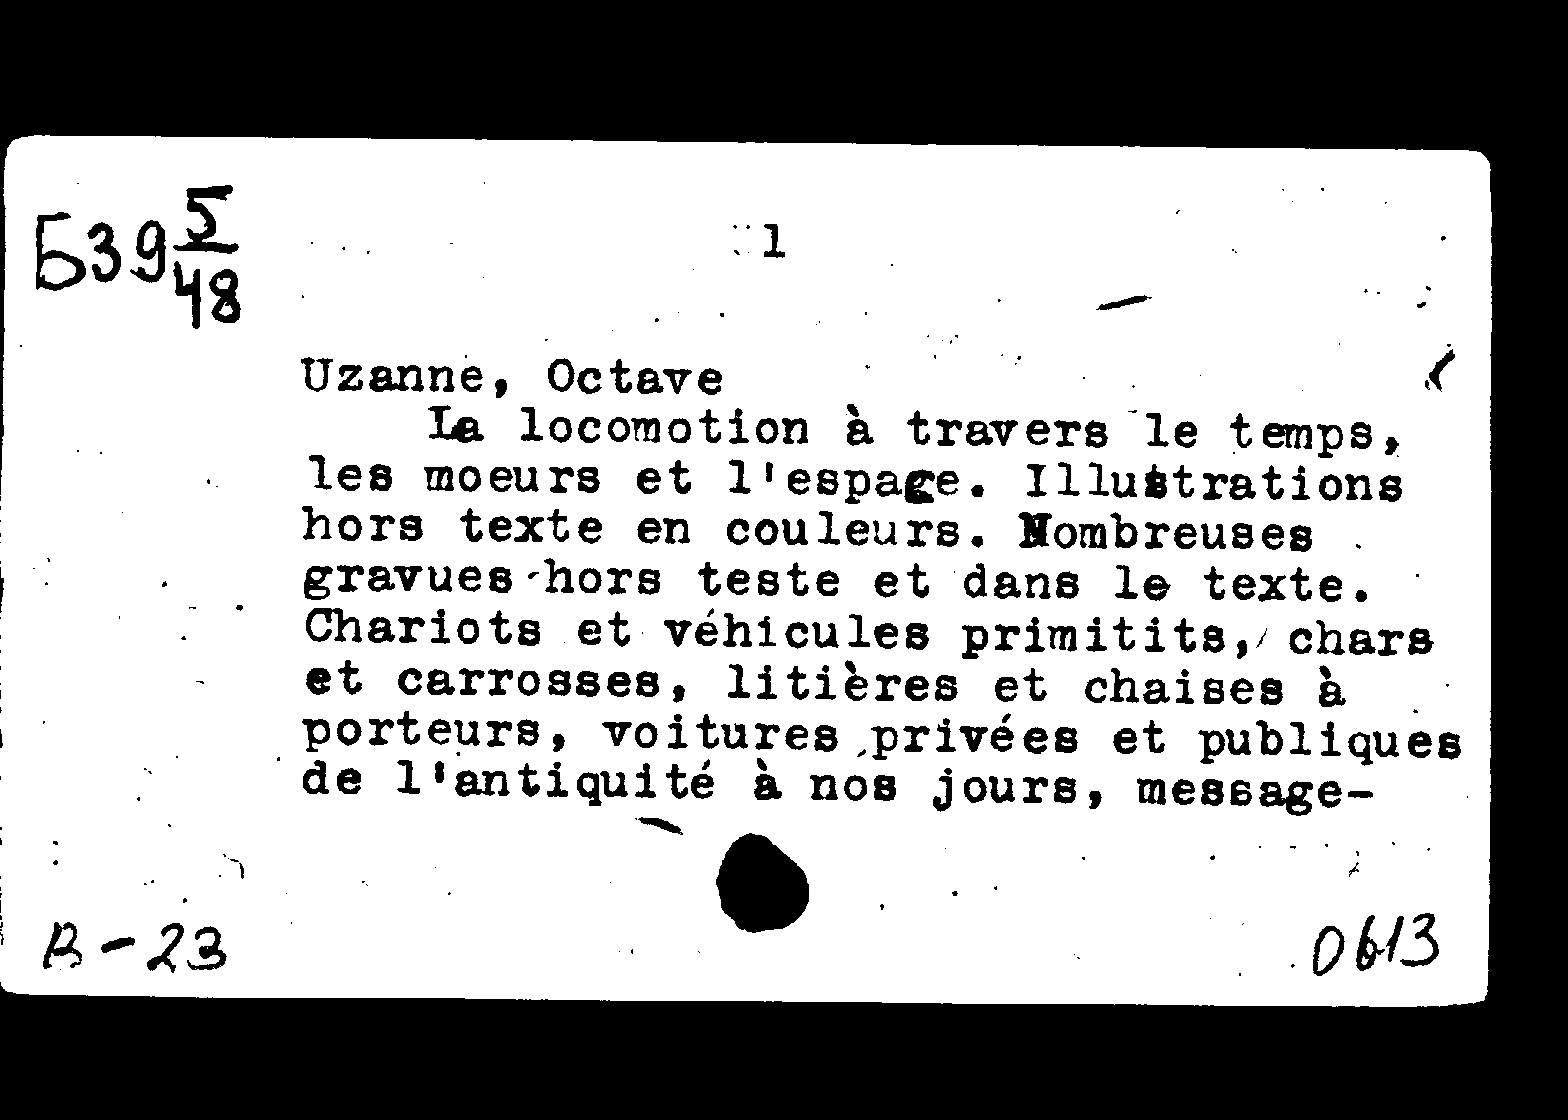 Б39 5/48
1
Uzanne, Octave
La locomotion à travers le temps,
les moeurs et l'espace. Illustrations
hors texte en couleurs. Nombreuses
gravues hors teste et dans le texte.
Chariots et véhicules primitits, chars
et carrosses, litières et chaises à
porteurs, voitures privées et publiques
de l'antiquité à nos jours, message-
В-23
0613